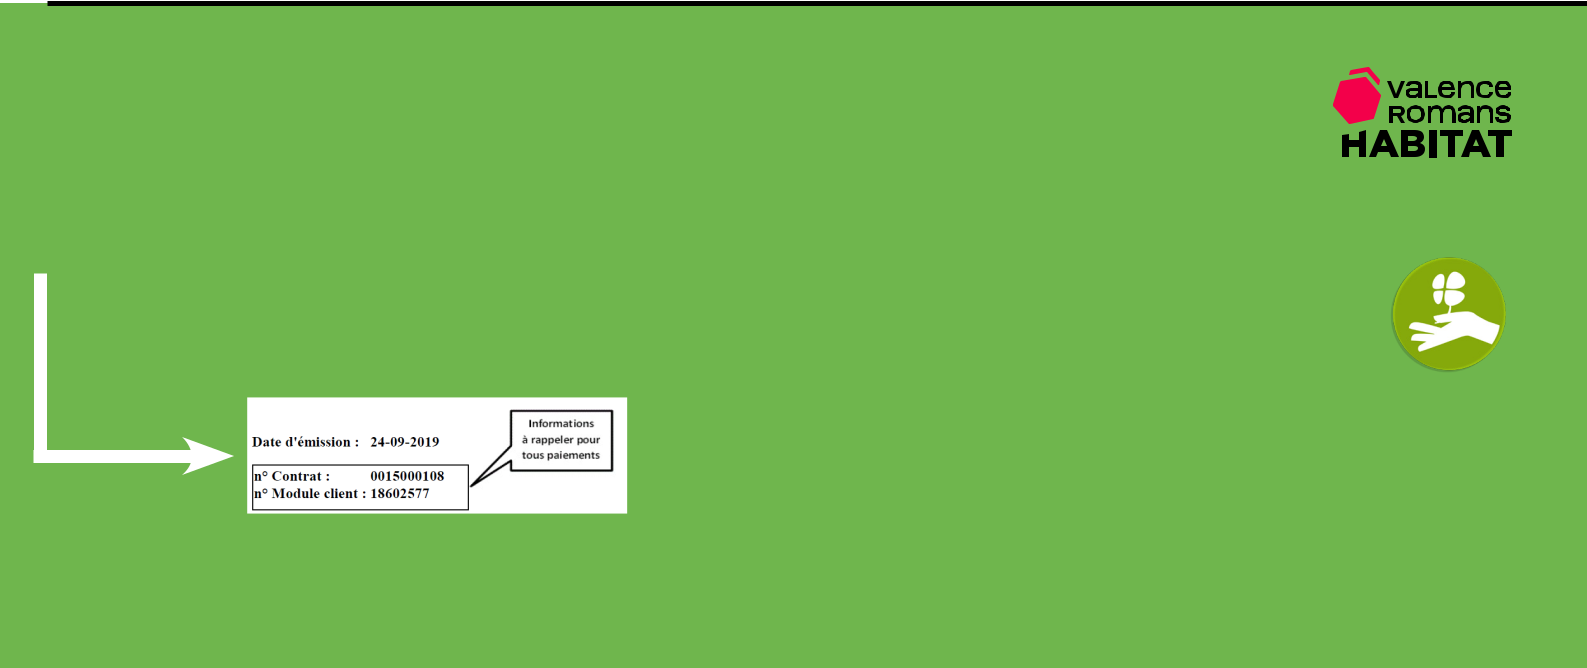 valence
Romans
HABITAT
Informations
à rappeler pour
tous paiements
Date d'émission : 24-09-2019
n° Contrat : 0015000108
n° Module client : 18602577